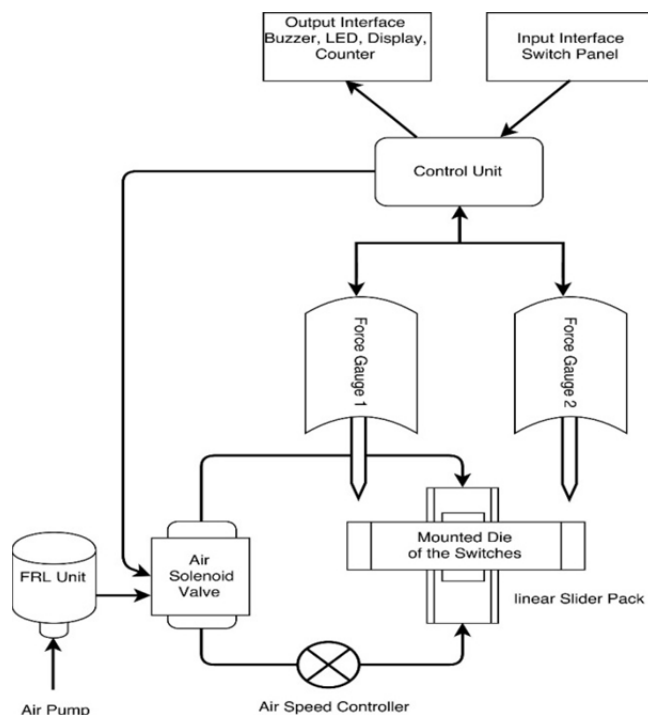 Output Interface
Buzzer, LED, Display,
Counter
Input Interface
Switch Panel
Control Unit
Force Gauge 1
Force Gauge 2
FRL Unit
Air
Solenoid
Valve
Mounted Die
of the Switches
linear Slider Pack
Air Pump
Air Speed Controller